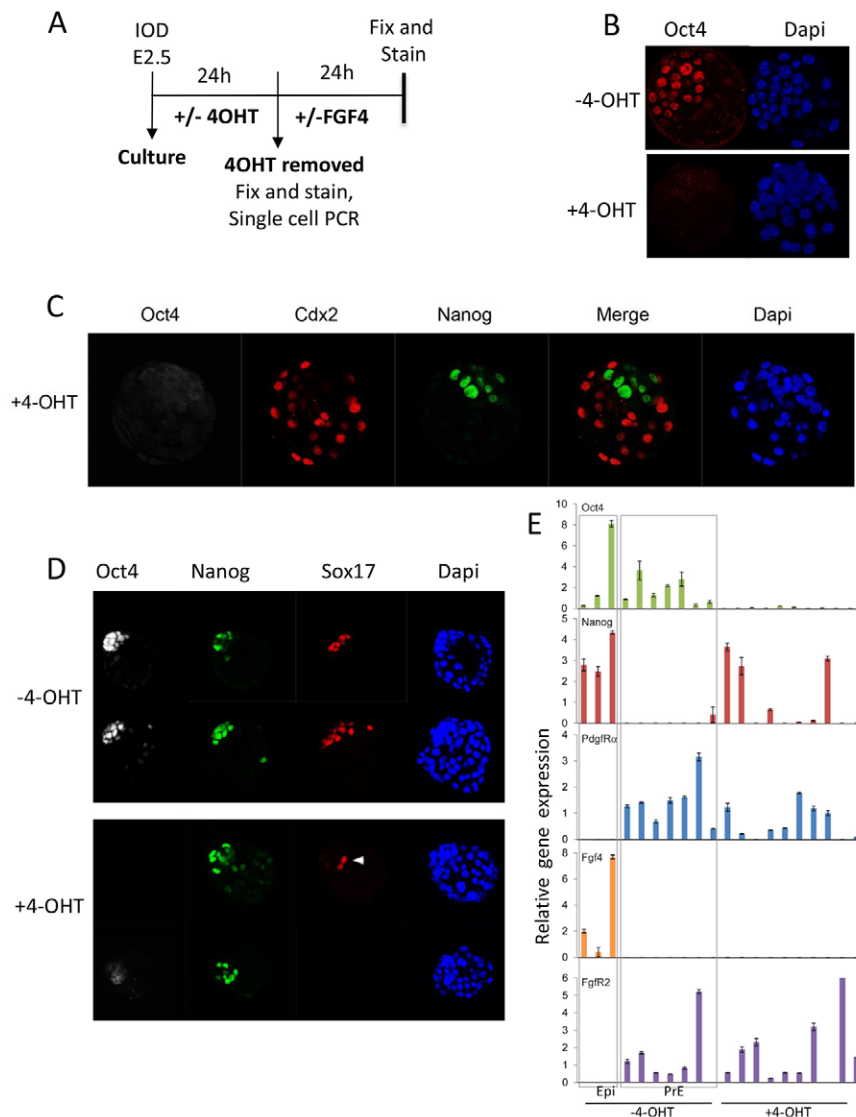 A
IOD
E2.5
24h
24h
Fix and
Stain
+/- 4OHT
+/-FGF4
Culture
4OHT removed
Fix and stain,
Single cell PCR
B
Oct4
Dapi
-4-OHT
+4-OHT
C
Oct4
Cdx2
Nanog
Merge
Dapi
+4-OHT
D
Oct4
Nanog
Sox17
Dapi
-4-OHT
+4-OHT
E
Relative gene expression
Oct4
10
8
6
4
2
0
Nanog
5
4
3
2
1
0
PdgfRα
4
3
2
1
0
Fgf4
8
6
4
2
0
FgfR2
6
5
4
3
2
1
0
Epi
PrE
-4-OHT
+4-OHT